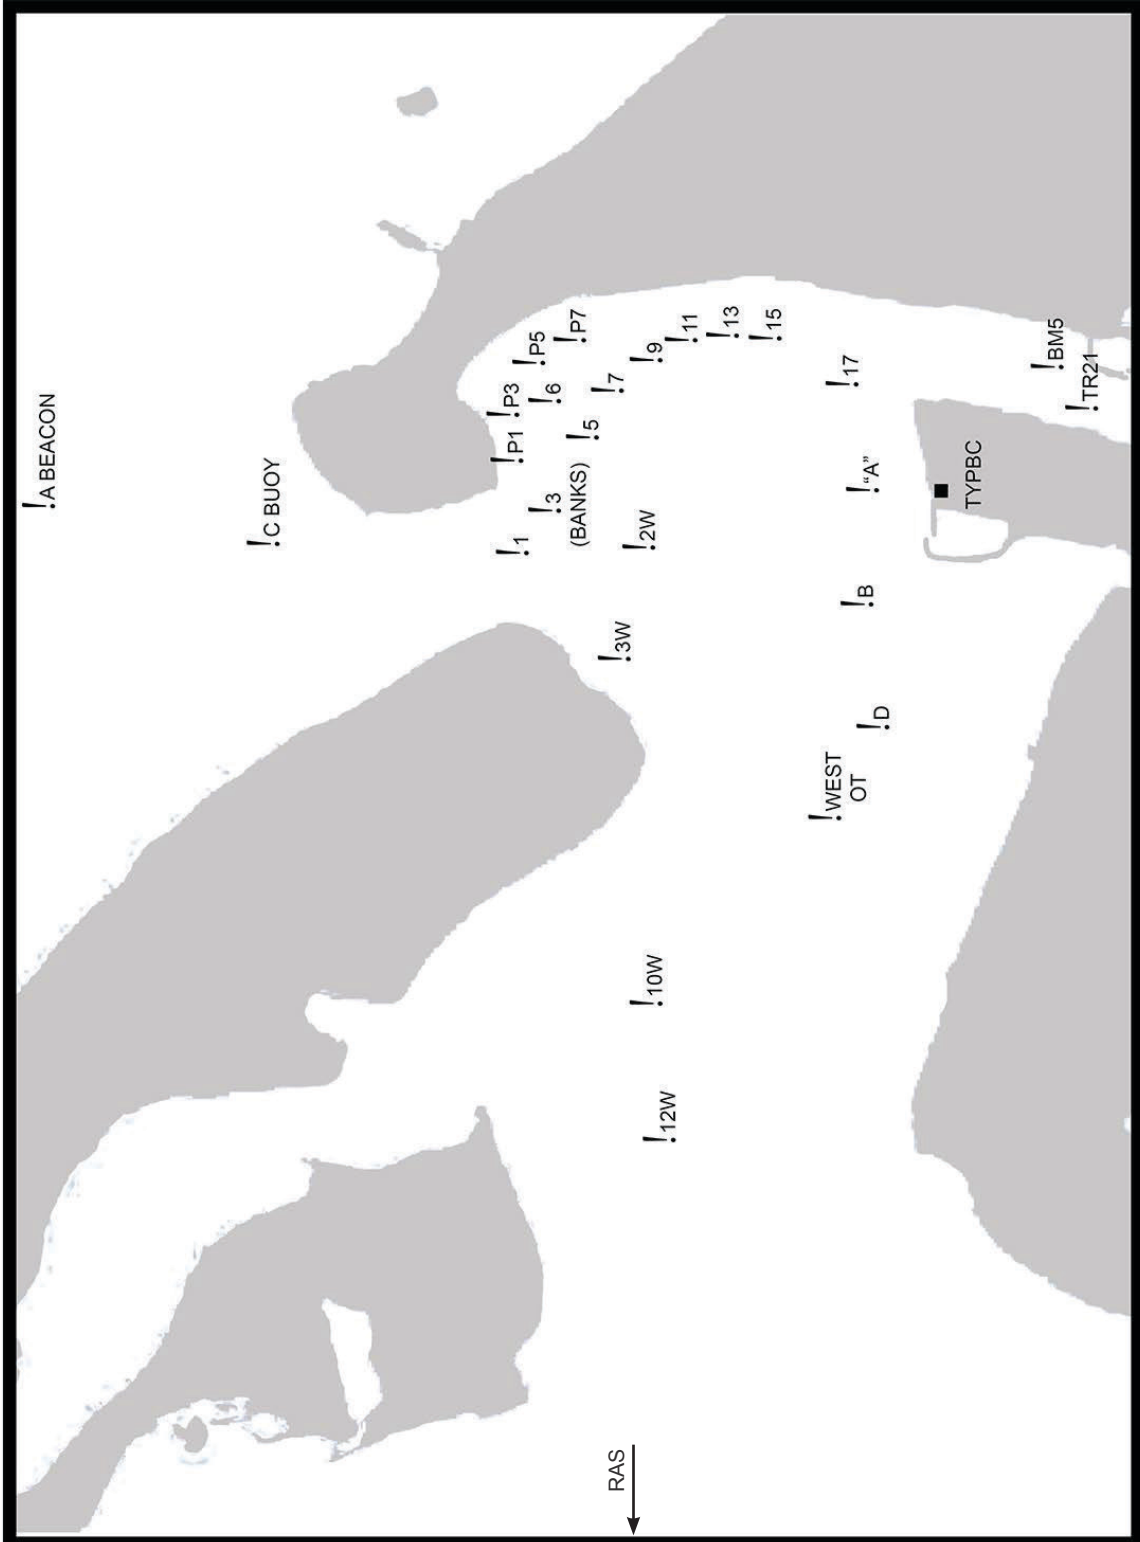 A BEACON
C BUOY
P7
P5
P3
P1
6
7
9
11
13
15
17
5
3
(BANKS)
1
2W
3W
"A"
BM5
TR21
TYPBC
B
D
WEST
OT
10W
12W
RAS